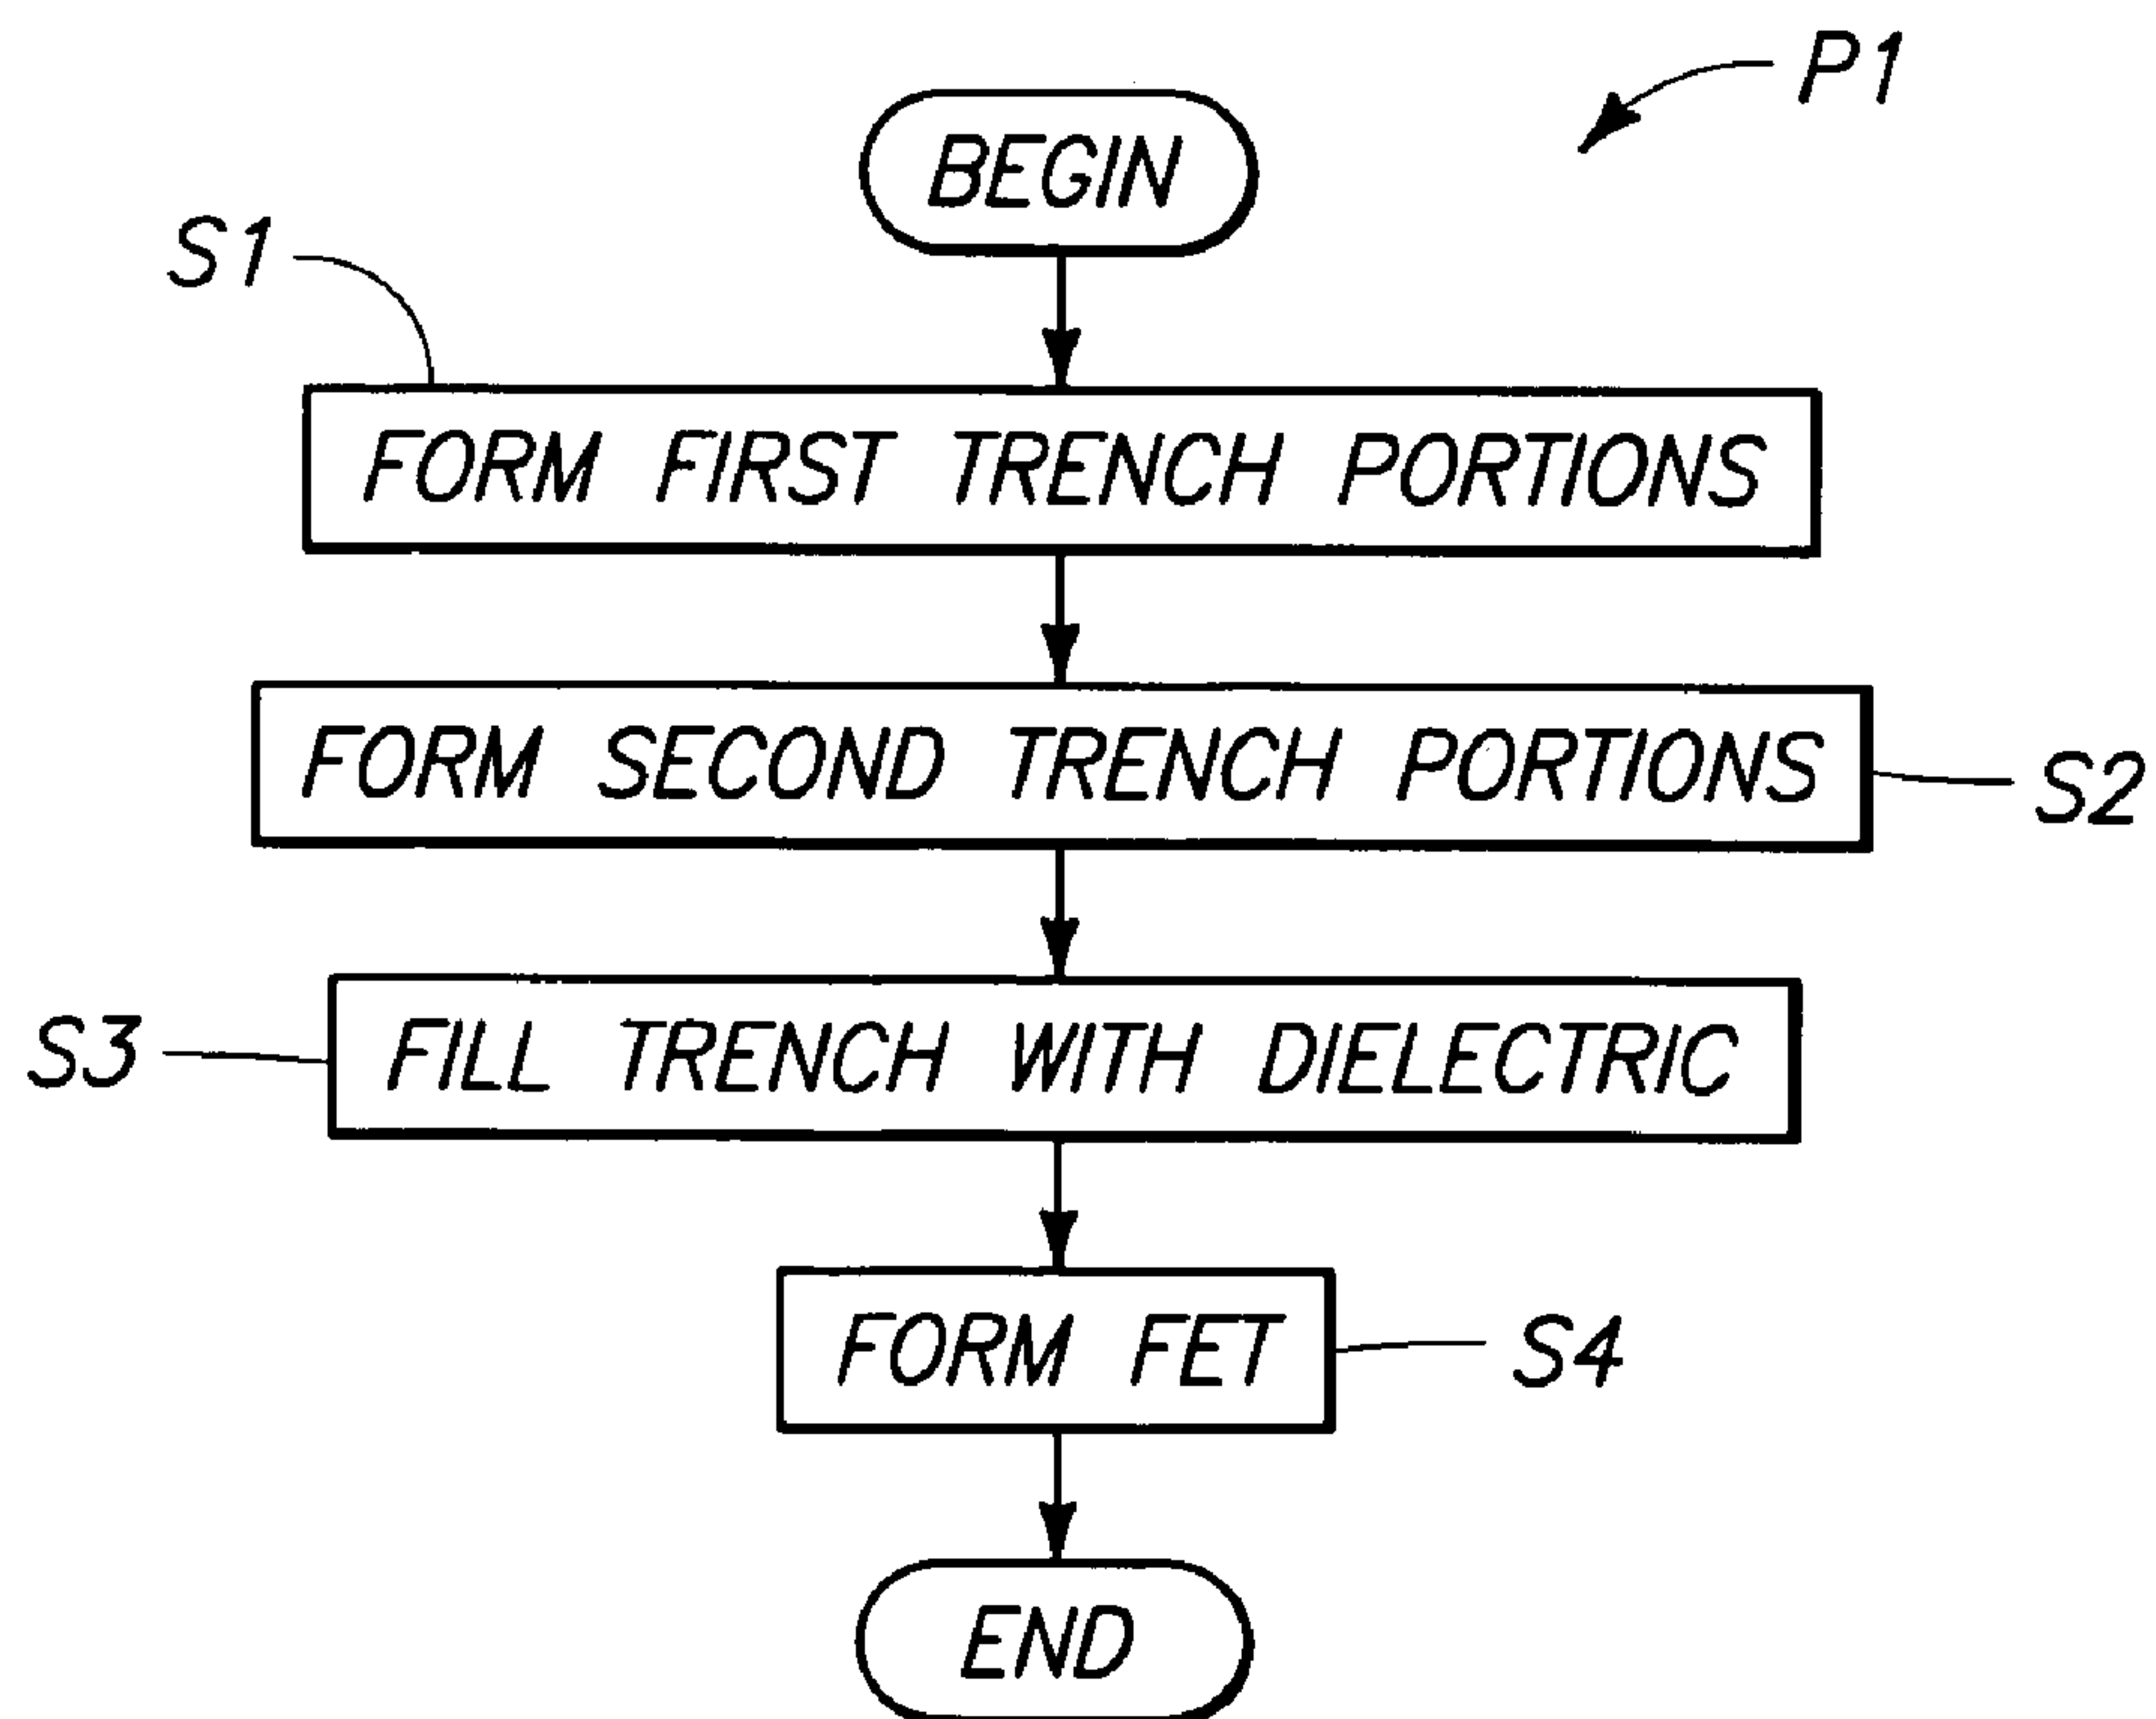 P1
BEGIN
S1
FORM FIRST TRENCH PORTIONS
FORM SECOND TRENCH PORTIONS
S2
S3
FILL TRENCH WITH DIELECTRIC
FORM FET
S4
END